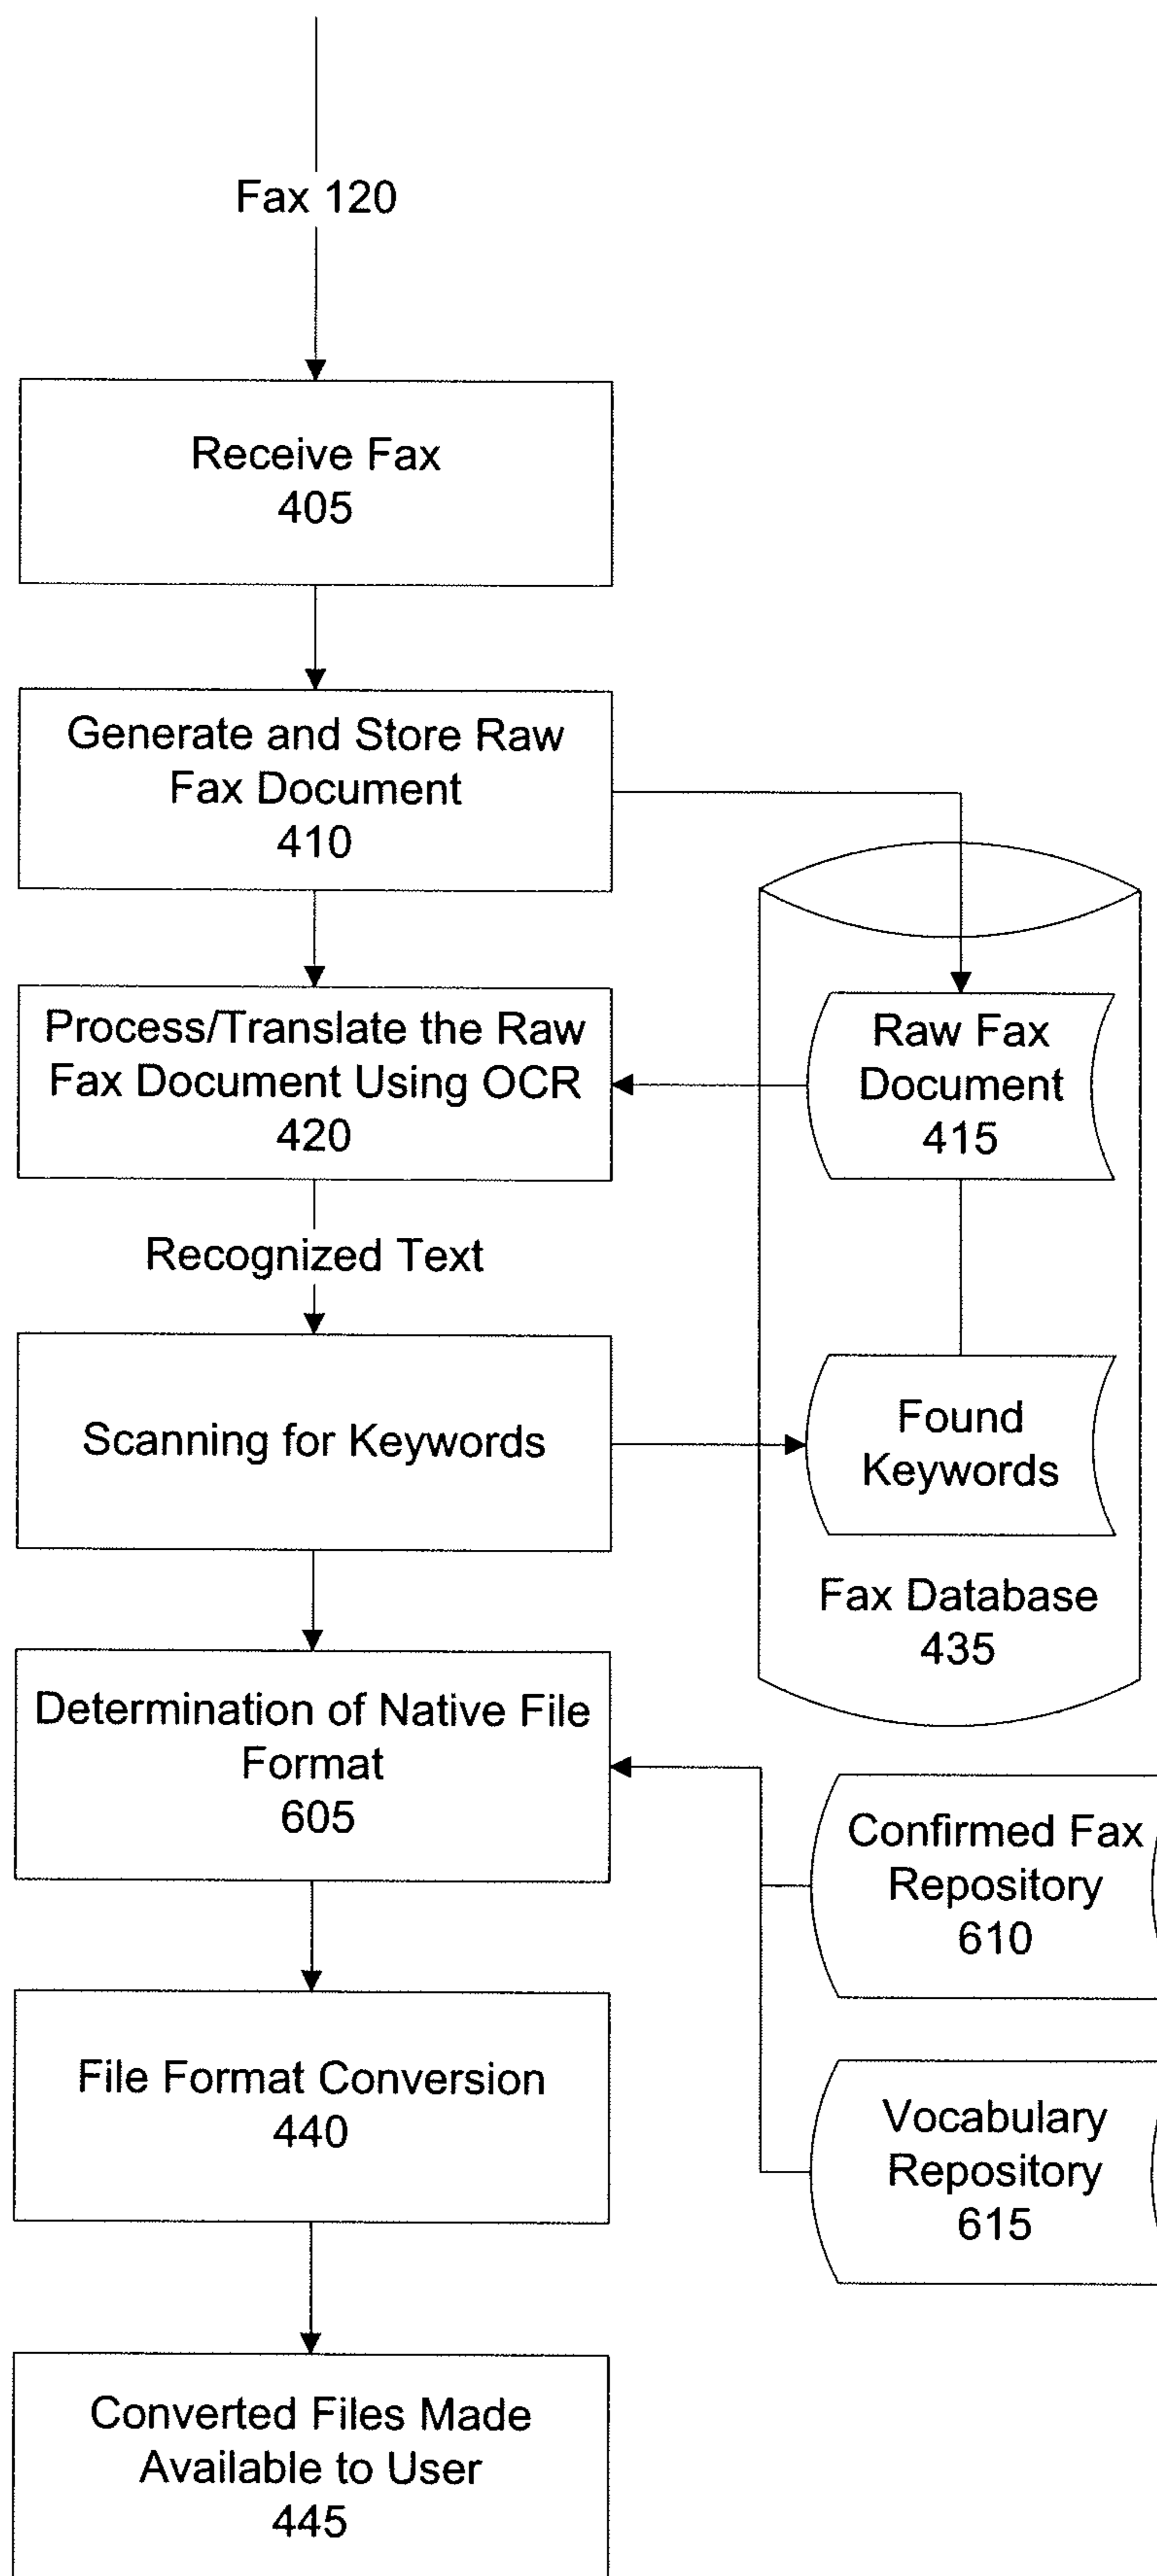 Fax 120
Receive Fax
405
Generate and Store Raw
Fax Document
410
Process/Translate the Raw
Fax Document Using OCR
420
Raw Fax
Document
415
Recognized Text
Scanning for Keywords
Found
Keywords
Fax Database
435
Determination of Native File
Format
605
Confirmed Fax
Repository
610
File Format Conversion
440
Vocabulary
Repository
615
Converted Files Made
Available to User
445